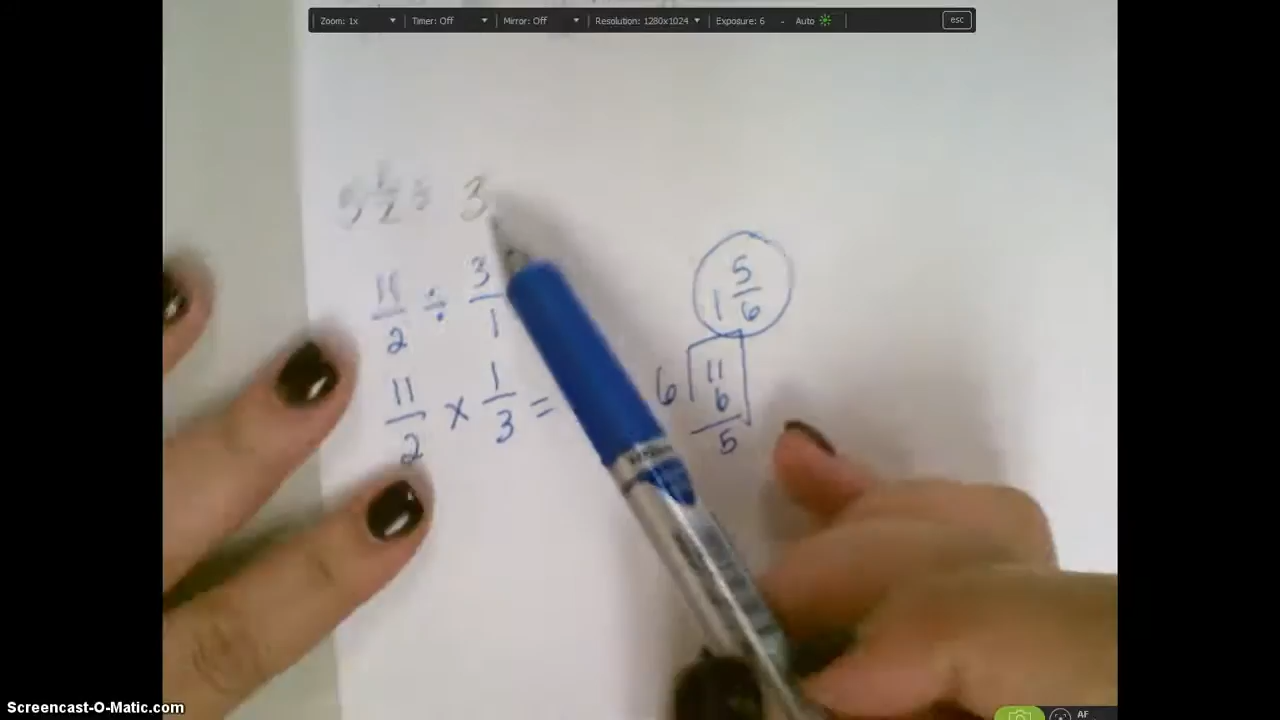 Zoom: 1x Timer: Off Mirror: Off Resolution: 1280x1024 Exposure: 6 - Auto esc
5 1/2 ÷ 3
11/2 ÷ 3/1
11/2 x 1/3 =
1 5/6
6 11
6
5
Screencast-O-Matic.com
AF